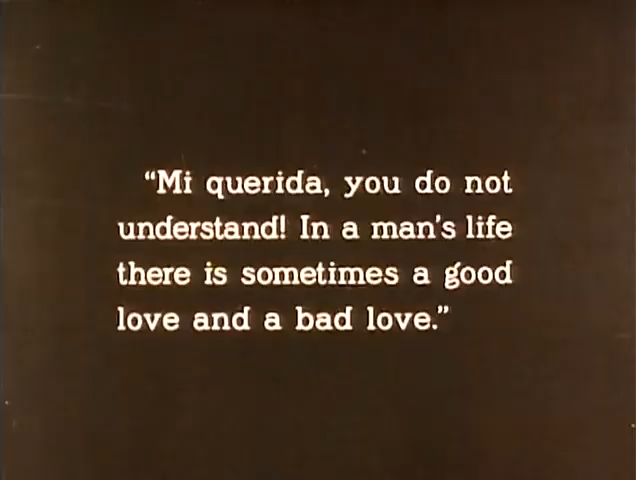 “Mi querida, you do not
understand! In a man's life
there is sometimes a good
love and a bad love.”